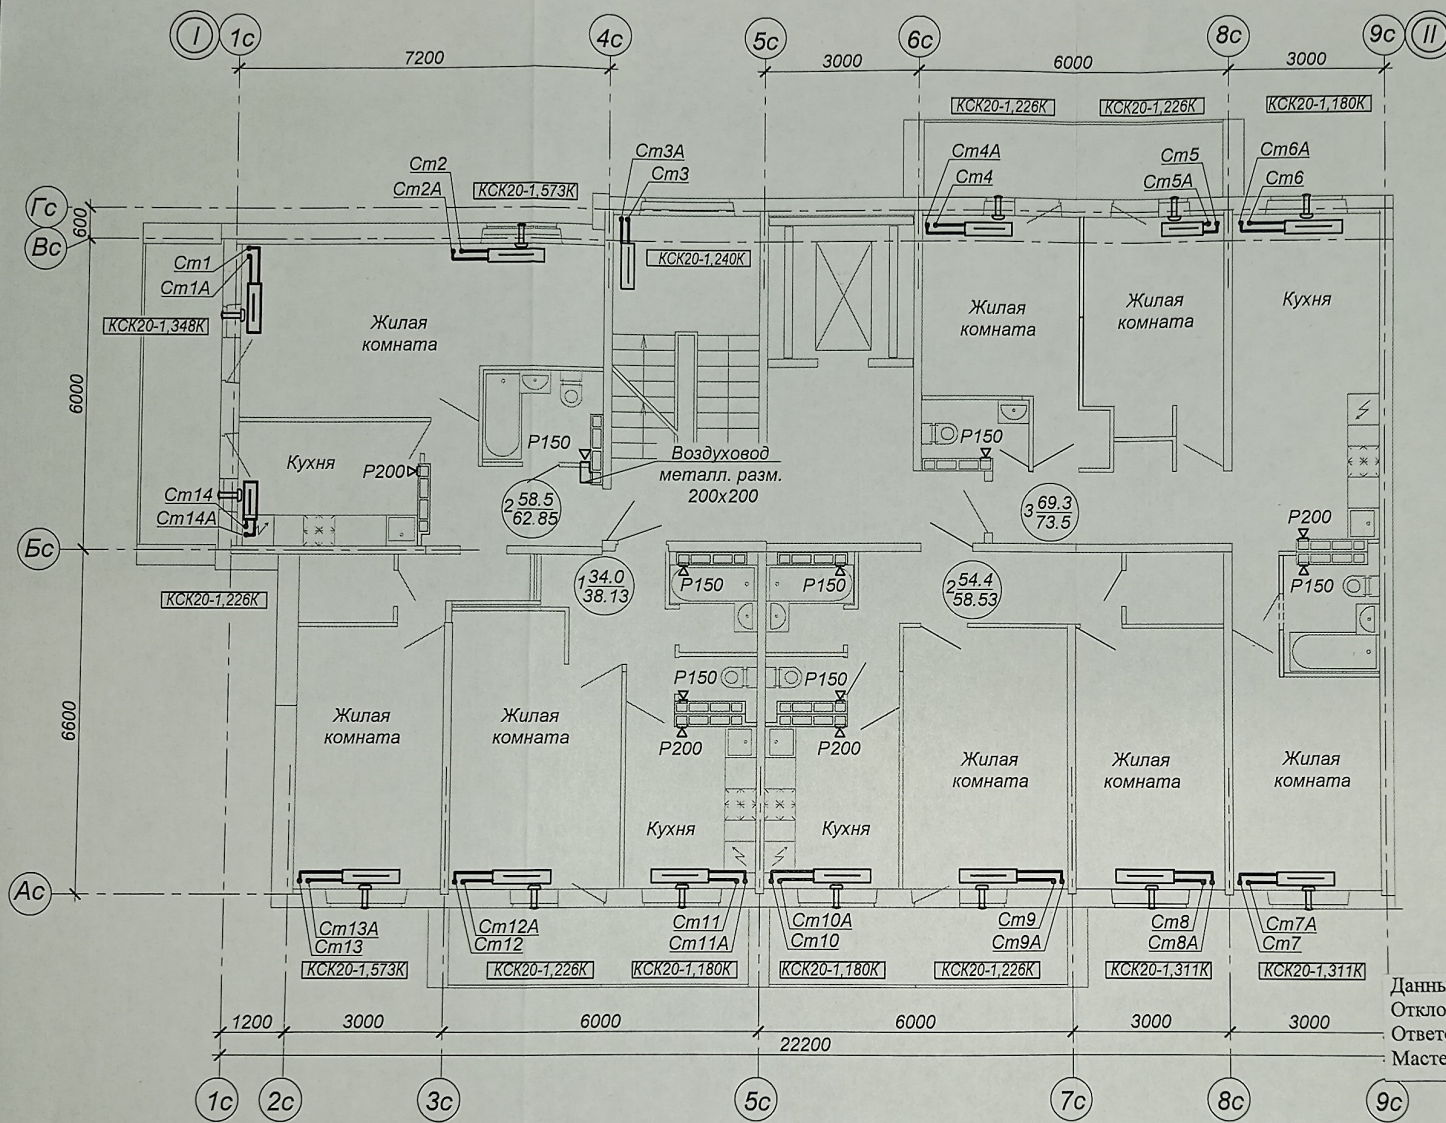 I 1с 4с 5с 6с 8с 9с II
7200 3000 6000 3000
КСК20-1,226К КСК20-1,226К КСК20-1,180К
Ст2 Ст3А Ст4А Ст5 Ст6А
Ст2А КСК20-1,573К Ст3 Ст4 Ст5А Ст6
Гс
600
Вс
Ст1 КСК20-1,240К
Ст1А
КСК20-1,348К
Жилая
комната
Жилая
комната
Жилая
комната
Кухня
6000
Р150 Р150
Кухня Р200
Воздуховод
металл. разм.
200х200
Ст14
Ст14А
2 58.5
62.85
3 69.3
73.5
Р200
Бс
Р150 Р150 Р150
КСК20-1,226К
1 34.0
38.13
2 54.4
58.53
6600
Р150 Р150
Р200 Р200
Жилая
комната
Жилая
комната
Жилая
комната
Жилая
комната
Жилая
комната
Кухня Кухня
Ас
Ст13А Ст12А Ст11 Ст10А Ст9 Ст8 Ст7А
Ст13 Ст12 Ст11А Ст10 Ст9А Ст8А Ст7
КСК20-1,573К КСК20-1,226К КСК20-1,180К КСК20-1,180К КСК20-1,226К КСК20-1,311К КСК20-1,311К
Данны
Откло
Ответ
Масте
1200 3000 6000 6000 3000 3000
22200
1с 2с 3с 5с 7с 8с 9с